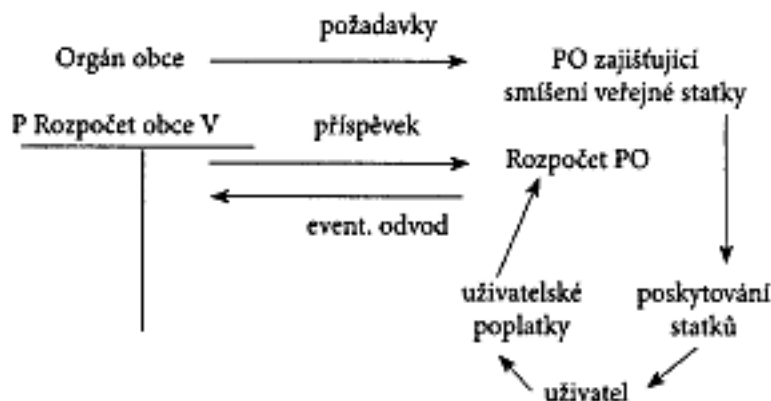 požadavky
Orgán obce
PO zajišťující
smíšení veřejné statky
P Rozpočet obce V
příspěvek
Rozpočet PO
event. odvod
uživatelské
poplatky
poskytování
statků
uživatel